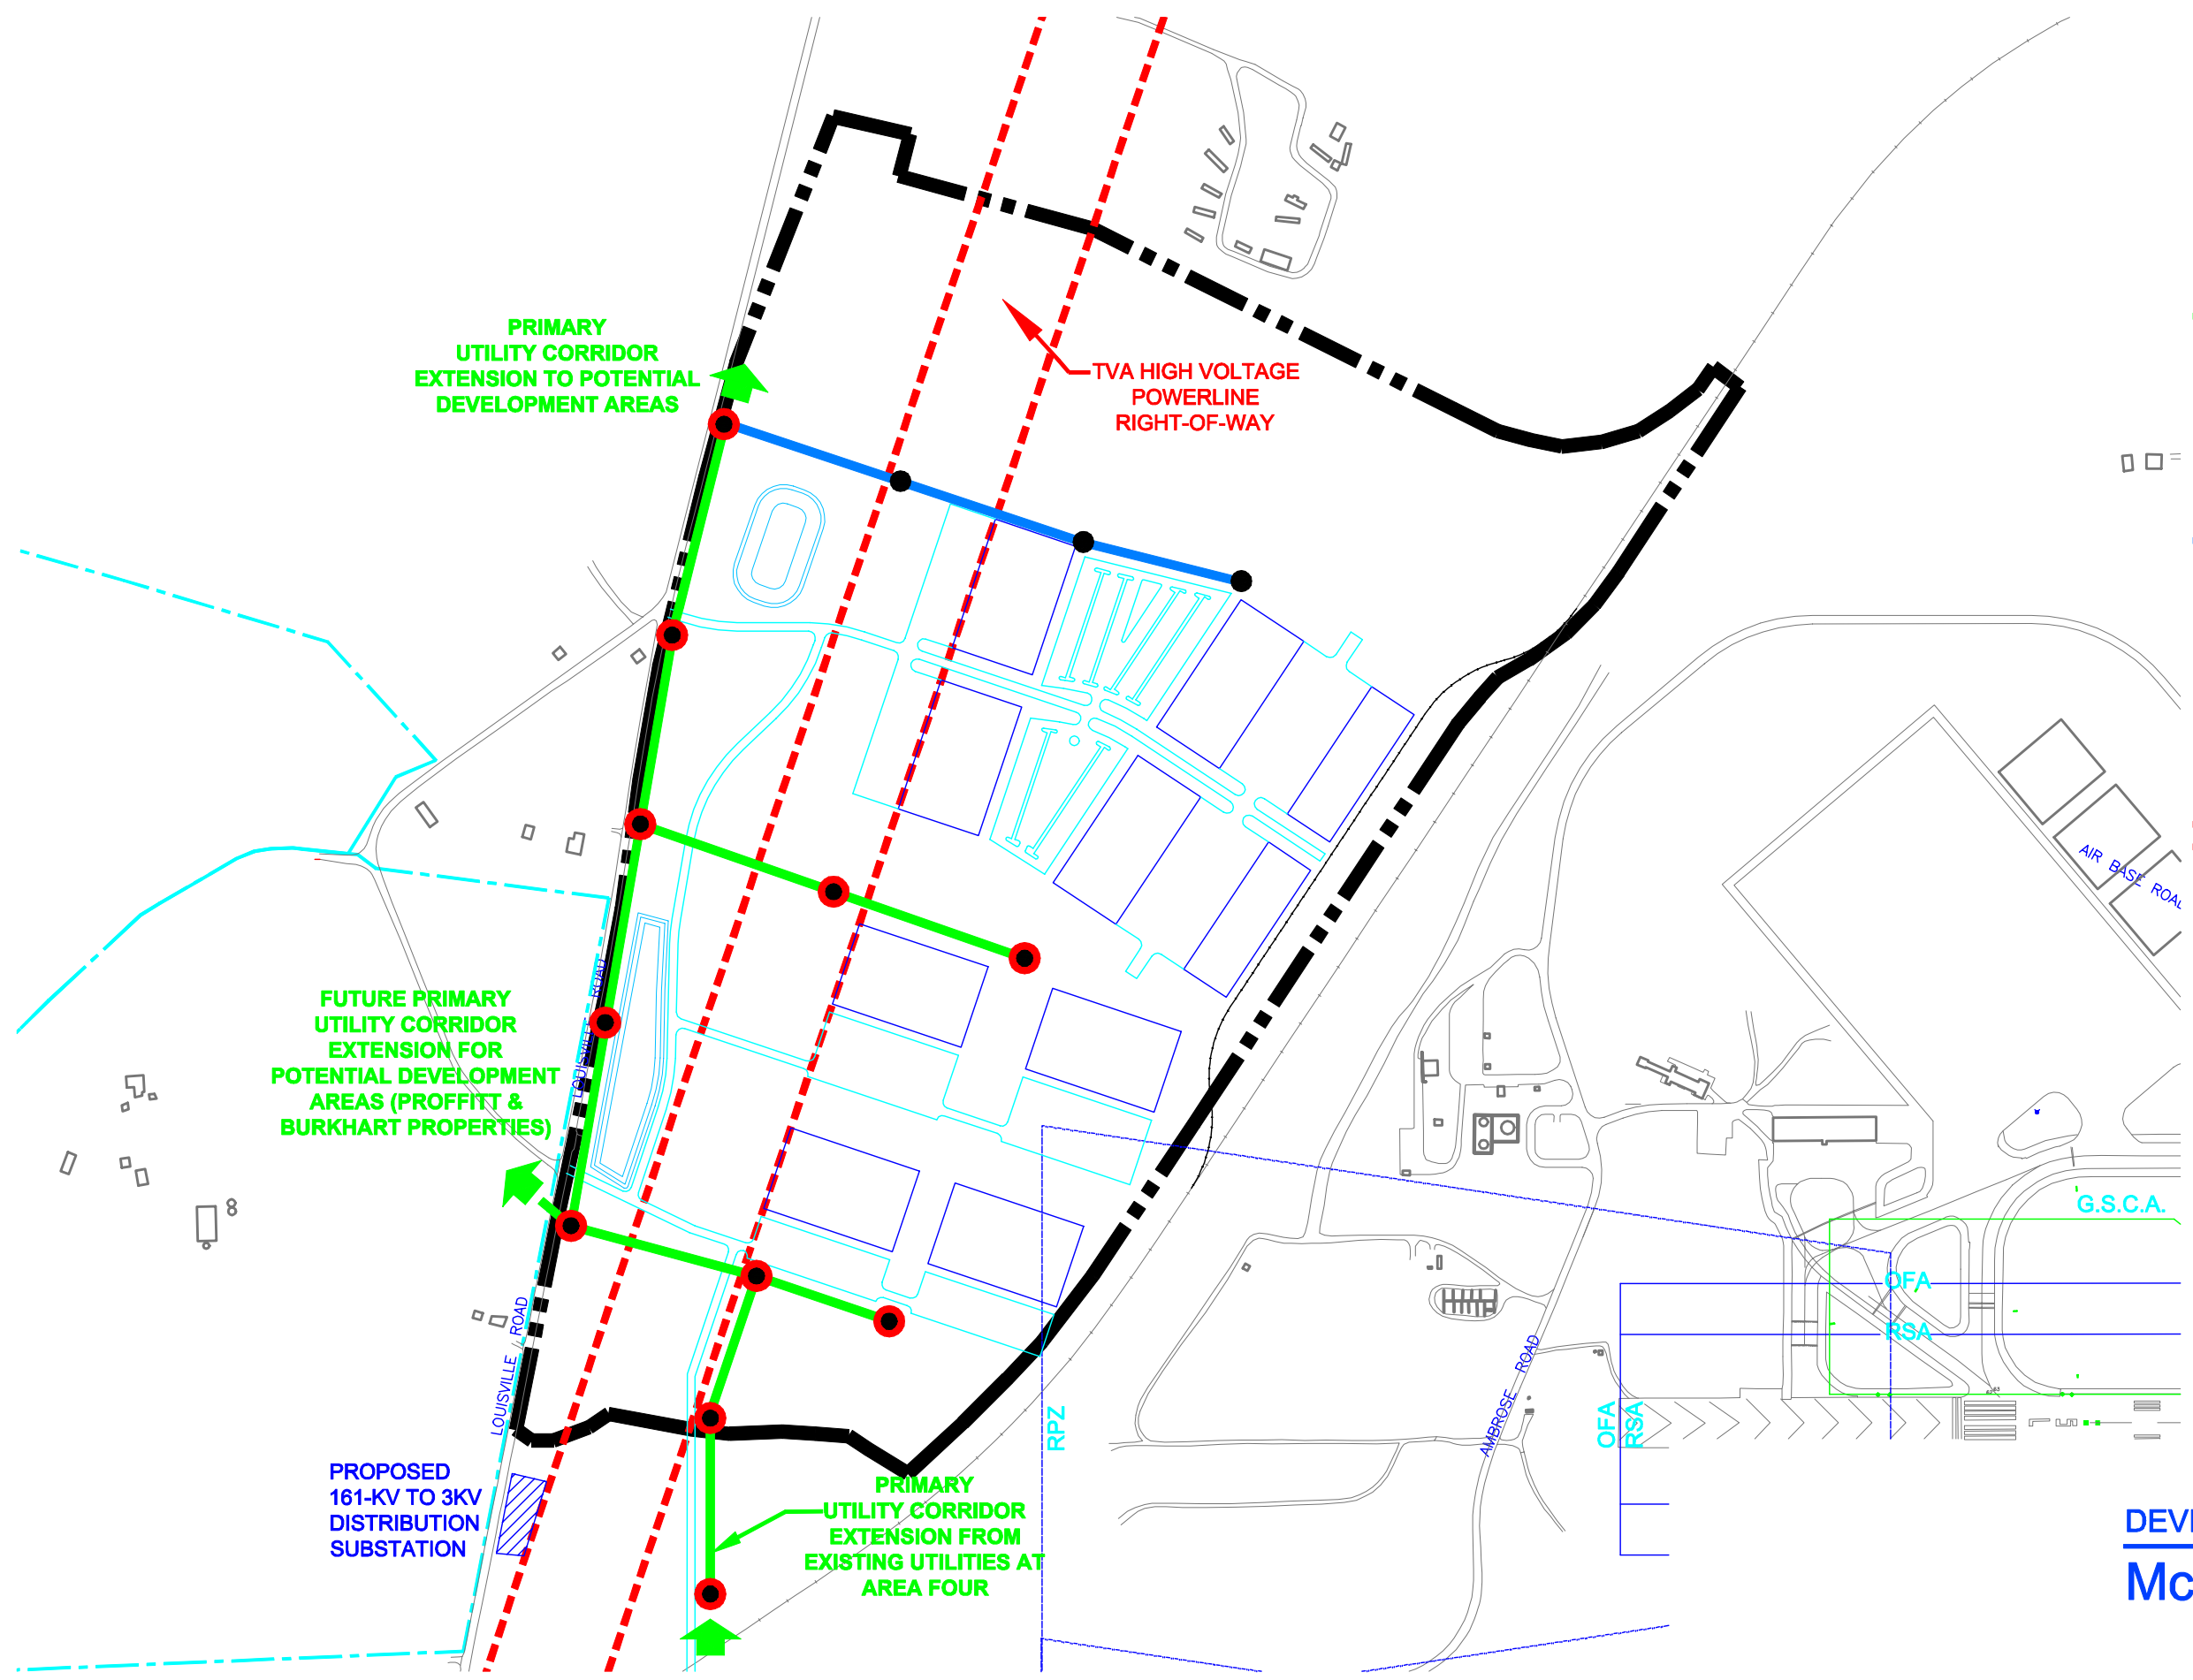 PRIMARY
UTILITY CORRIDOR
EXTENSION TO POTENTIAL
DEVELOPMENT AREAS
TVA HIGH VOLTAGE
POWERLINE
RIGHT-OF-WAY
AIR BASE
LOUISVILLE ROAD
FUTURE PRIMARY
UTILITY CORRIDOR
EXTENSION FOR
POTENTIAL DEVELOPMENT
AREAS (PROFFITT &
BURKHART PROPERTIES)
G.S.C.A.
OFA
RSA
LOUISVILLE ROAD
RPZ
AMBROSE ROAD
OFA
RSA
PROPOSED
161-KV TO 3KV
DISTRIBUTION
SUBSTATION
PRIMARY
UTILITY CORRIDOR
EXTENSION FROM
EXISTING UTILITIES AT
AREA FOUR